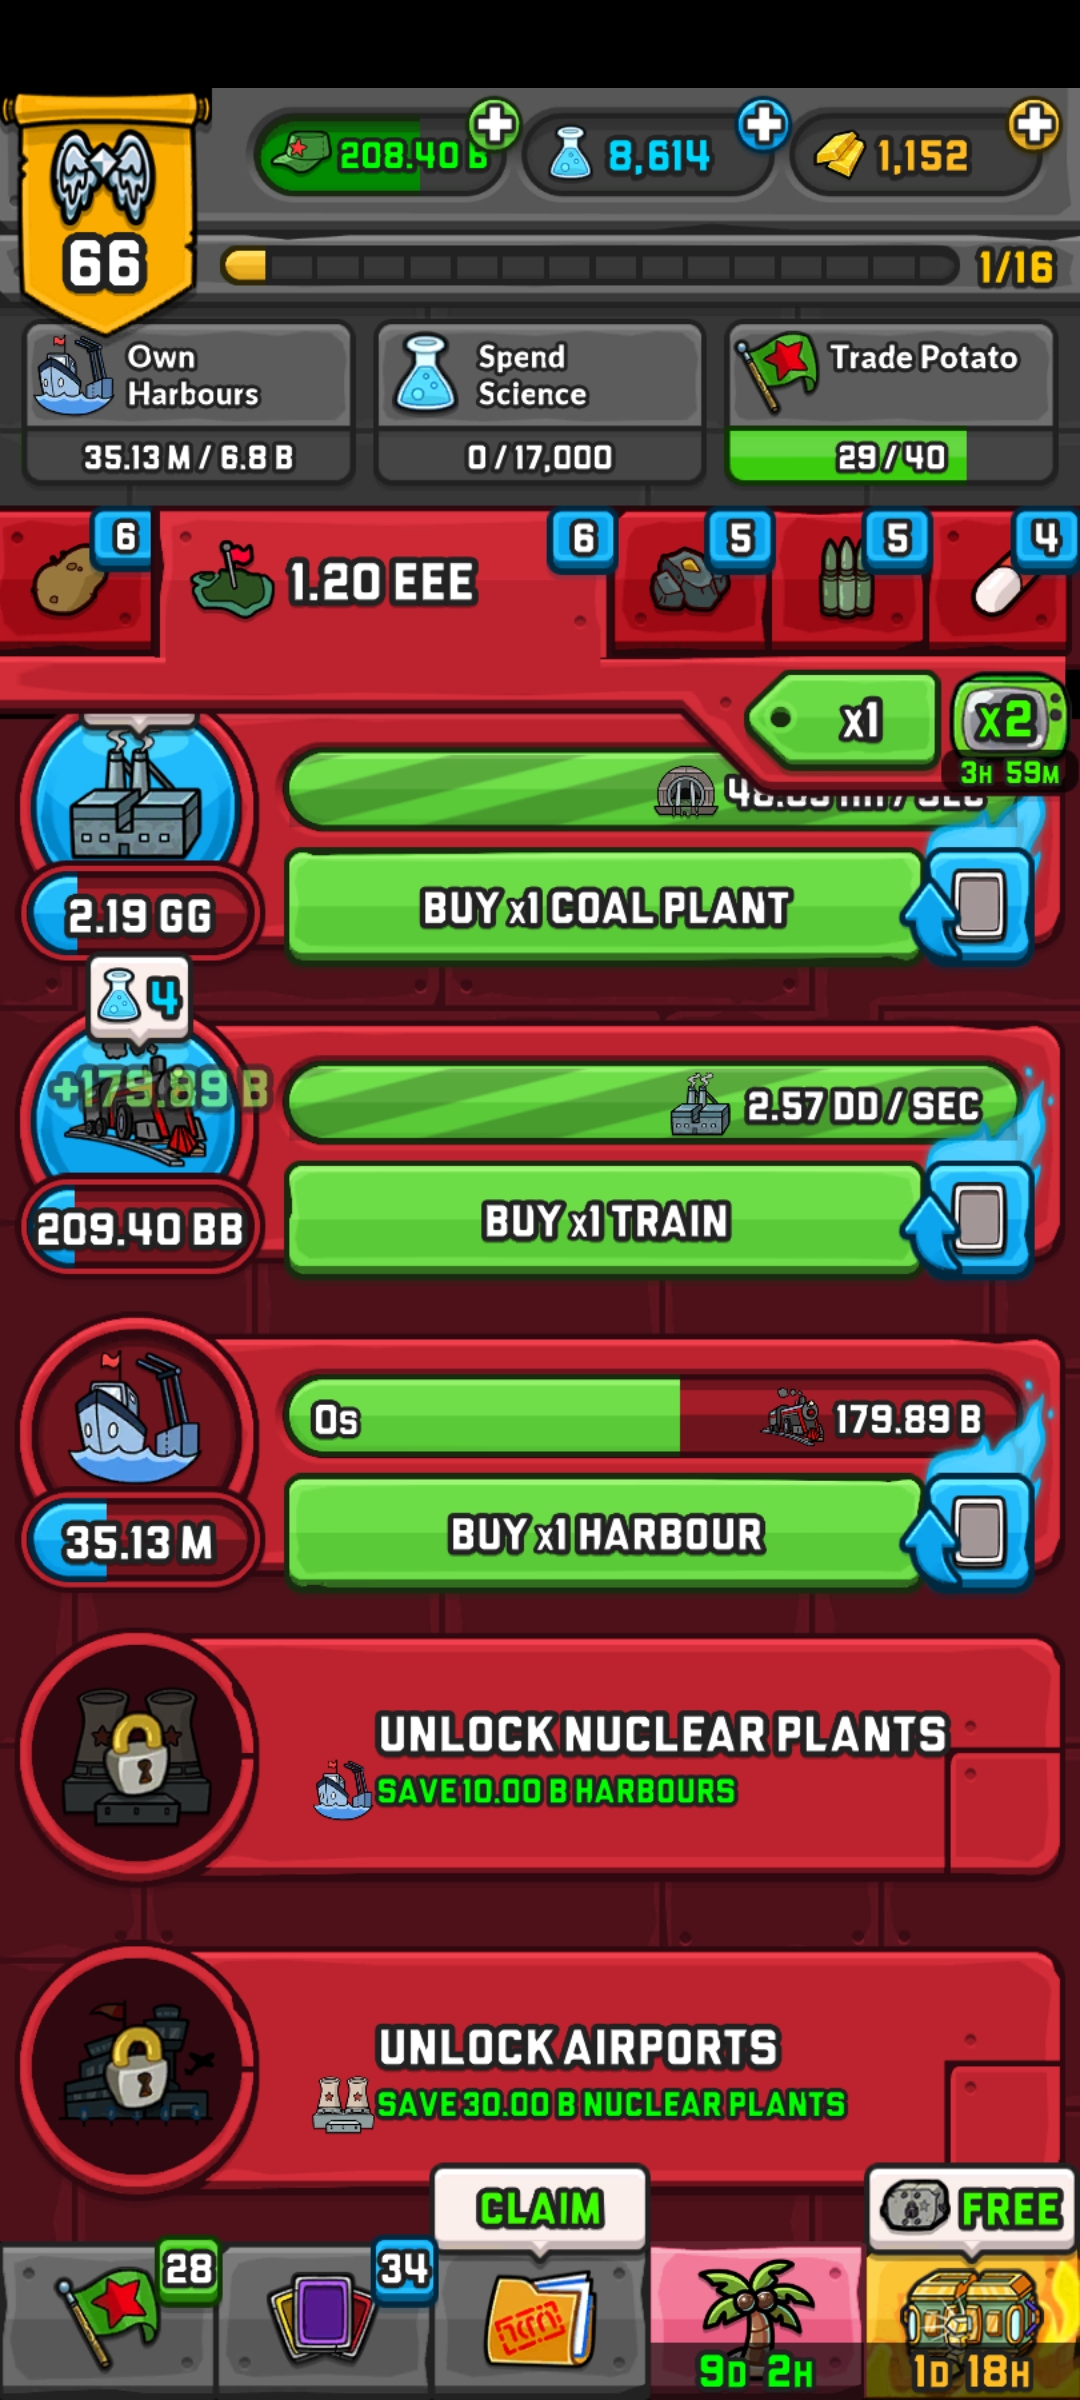 208.40 B
8,614
1,152
66
1/16
Own
Harbours
35.13 M / 6.8 B
Spend
Science
0 / 17,000
Trade Potato
29 / 40
6
1.20 EEE
6
5
5
4
x1
x2
3H 59M
BUY x1 COAL PLANT
2.19 GG
4
+179.89 B
2.57 DD / SEC
BUY x1 TRAIN
209.40 BB
0s
179.89 B
BUY x1 HARBOUR
35.13 M
UNLOCK NUCLEAR PLANTS
SAVE 10.00 B HARBOURS
UNLOCK AIRPORTS
SAVE 30.00 B NUCLEAR PLANTS
CLAIM
FREE
28
34
9D 2H
1D 18H